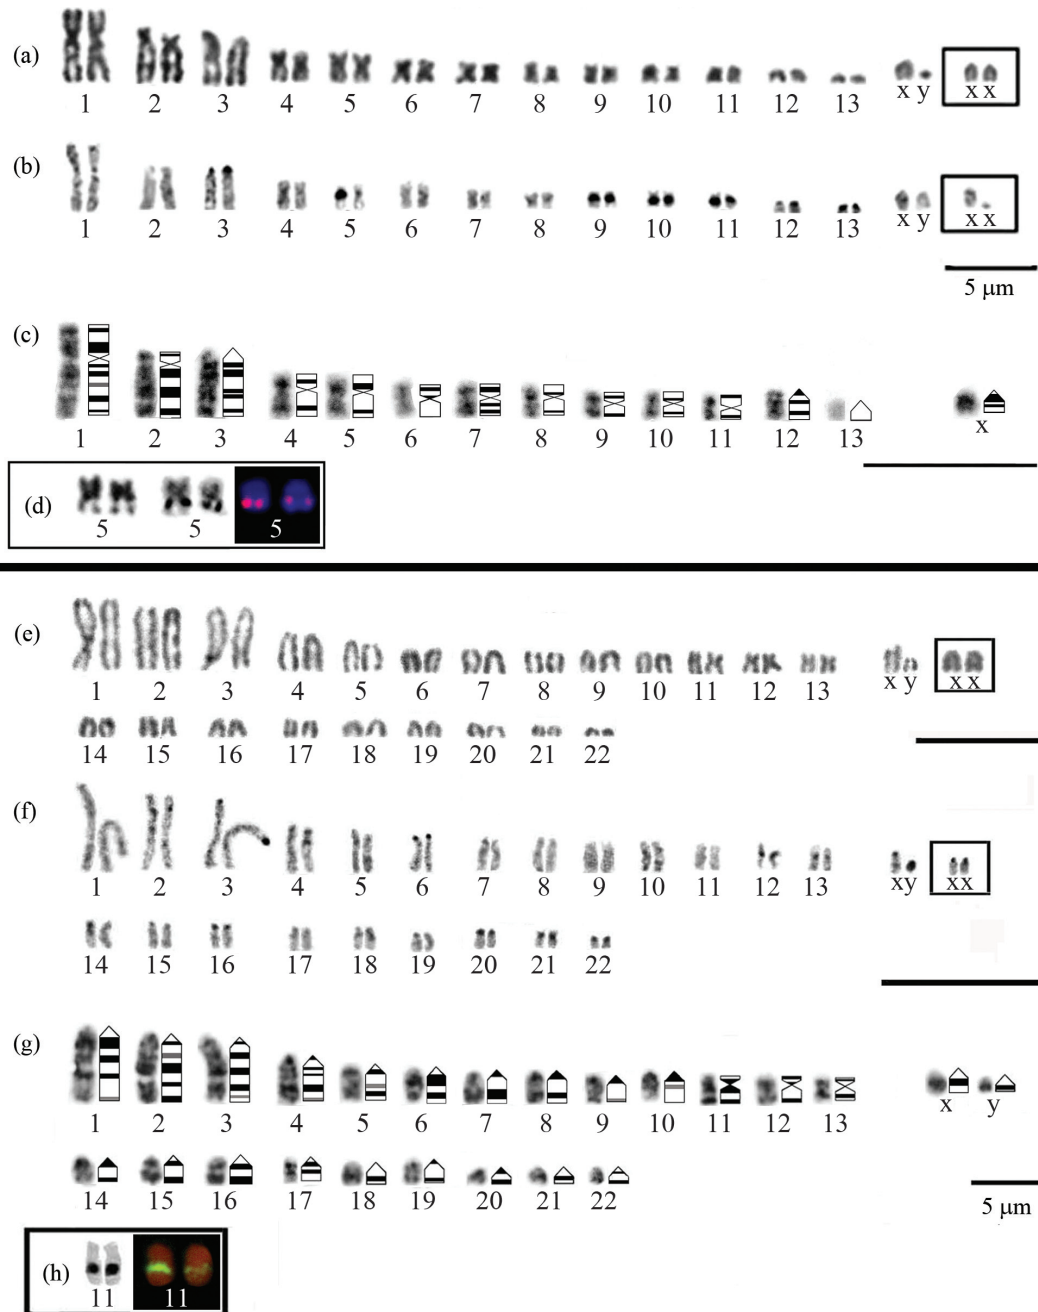 (a)
1 2 3 4 5 6 7 8 9 10 11 12 13 x y x x
(b)
1 2 3 4 5 6 7 8 9 10 11 12 13 x y x x
5 µm
(c)
1 2 3 4 5 6 7 8 9 10 11 12 13 x
(d)
5 5 5
(e)
1 2 3 4 5 6 7 8 9 10 11 12 13 x y x x
14 15 16 17 18 19 20 21 22
(f)
1 2 3 4 5 6 7 8 9 10 11 12 13 xy xx
14 15 16 17 18 19 20 21 22
(g)
1 2 3 4 5 6 7 8 9 10 11 12 13 x y
14 15 16 17 18 19 20 21 22
5 µm
(h)
11 11